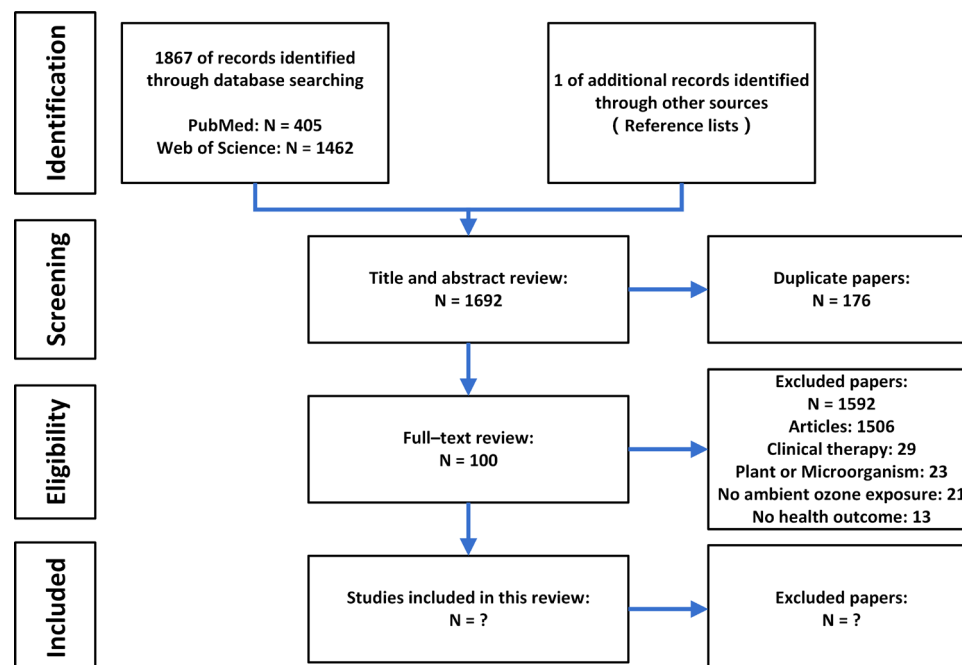 Identification
1867 of records identified
through database searching
PubMed: N = 405
Web of Science: N = 1462
1 of additional records identified
through other sources
( Reference lists )
Screening
Title and abstract review:
N = 1692
Duplicate papers:
N = 176
Eligibility
Full–text review:
N = 100
Excluded papers:
N = 1592
Articles: 1506
Clinical therapy: 29
Plant or Microorganism: 23
No ambient ozone exposure: 21
No health outcome: 13
Included
Studies included in this review:
N = ?
Excluded papers:
N = ?